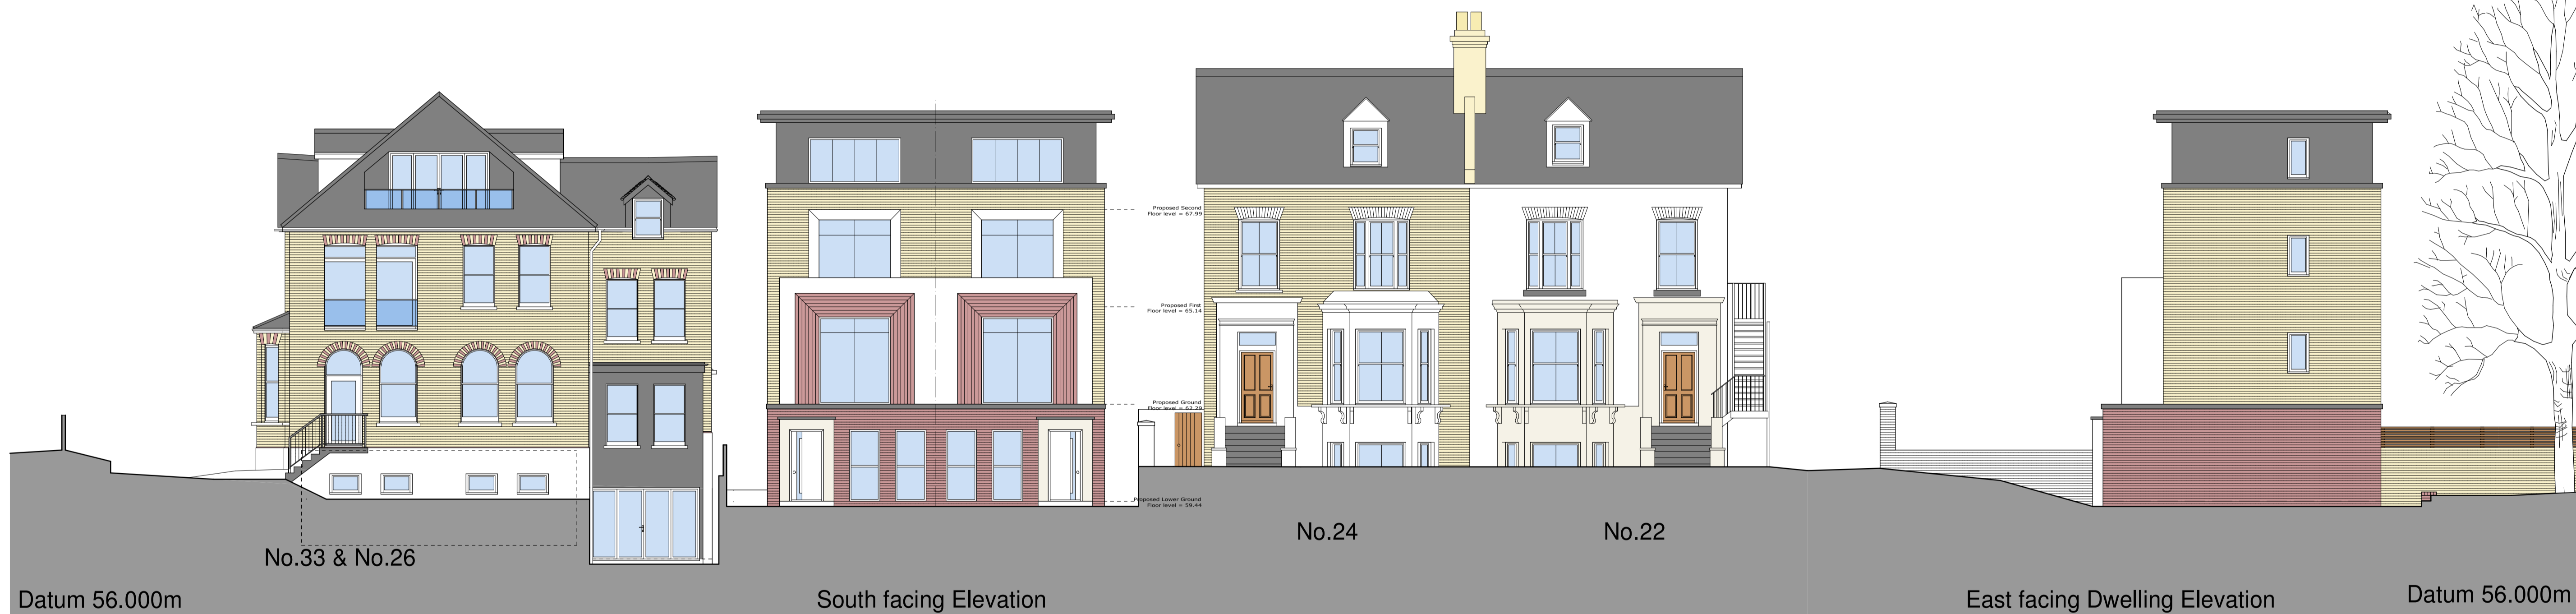 Proposed Second
Floor level = 67.99
Proposed First
Floor level = 65.14
Proposed Ground
Floor level = 62.29
Proposed Lower Ground
Floor level = 59.44
No.24
No.22
No.33 & No.26
Datum 56.000m
South facing Elevation
East facing Dwelling Elevation
Datum 56.000m